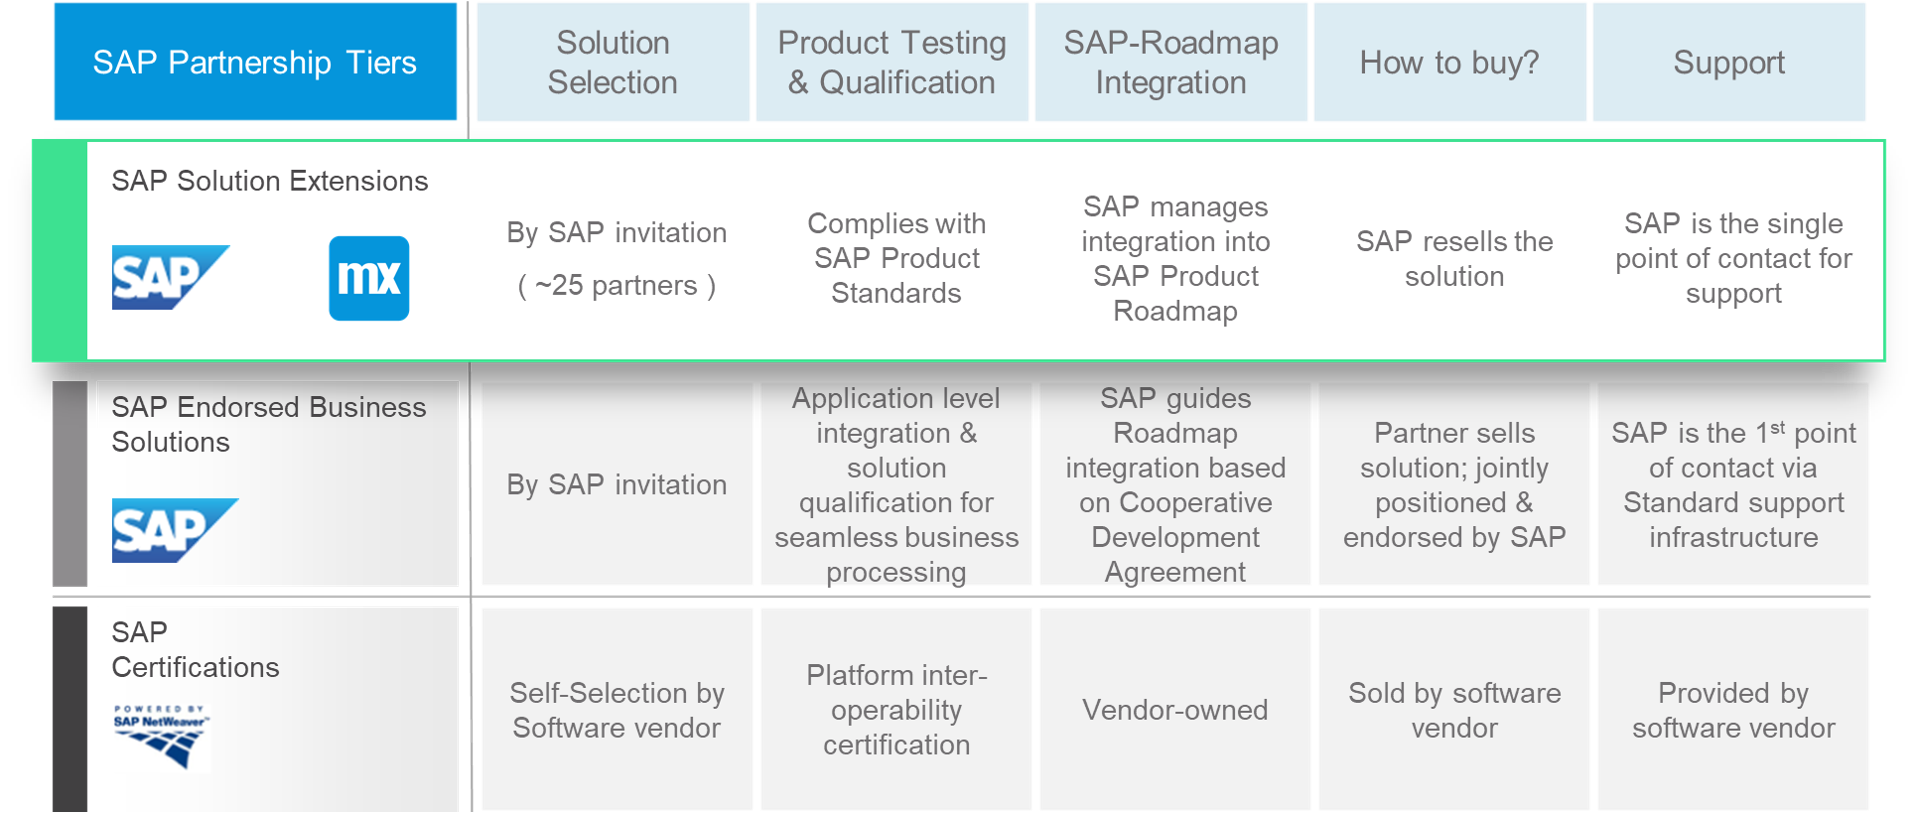 SAP Partnership Tiers
Solution
Selection
Product Testing
& Qualification
SAP-Roadmap
Integration
How to buy?
Support
SAP Solution Extensions
SAP
mx
By SAP invitation
( ~25 partners )
Complies with
SAP Product
Standards
SAP manages
integration into
SAP Product
Roadmap
SAP resells the
solution
SAP is the single
point of contact for
support
SAP Endorsed Business
Solutions
SAP
By SAP invitation
Application level
integration &
solution
qualification for
seamless business
processing
SAP guides
Roadmap
integration based
on Cooperative
Development
Agreement
Partner sells
solution; jointly
positioned &
endorsed by SAP
SAP is the 1st point
of contact via
Standard support
infrastructure
SAP
Certifications
POWERED BY
SAP NetWeaver™
Self-Selection by
Software vendor
Platform inter-
operability
certification
Vendor-owned
Sold by software
vendor
Provided by
software vendor